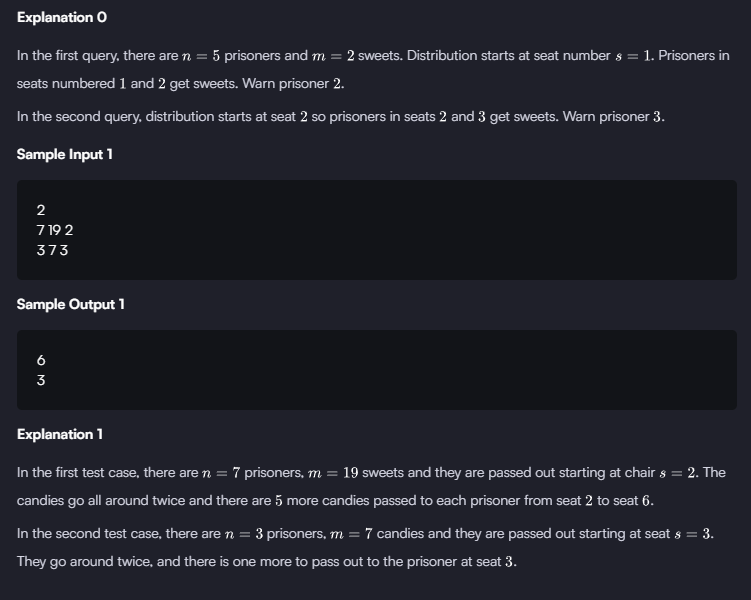 Explanation 0
In the first query, there are n = 5 prisoners and m = 2 sweets. Distribution starts at seat number s = 1. Prisoners in
seats numbered 1 and 2 get sweets. Warn prisoner 2.
In the second query, distribution starts at seat 2 so prisoners in seats 2 and 3 get sweets. Warn prisoner 3.
Sample Input 1
2
7 19 2
3 7 3
Sample Output 1
6
3
Explanation 1
In the first test case, there are n = 7 prisoners, m = 19 sweets and they are passed out starting at chair s = 2. The
candies go all around twice and there are 5 more candies passed to each prisoner from seat 2 to seat 6.
In the second test case, there are n = 3 prisoners, m = 7 candies and they are passed out starting at seat s = 3.
They go around twice, and there is one more to pass out to the prisoner at seat 3.